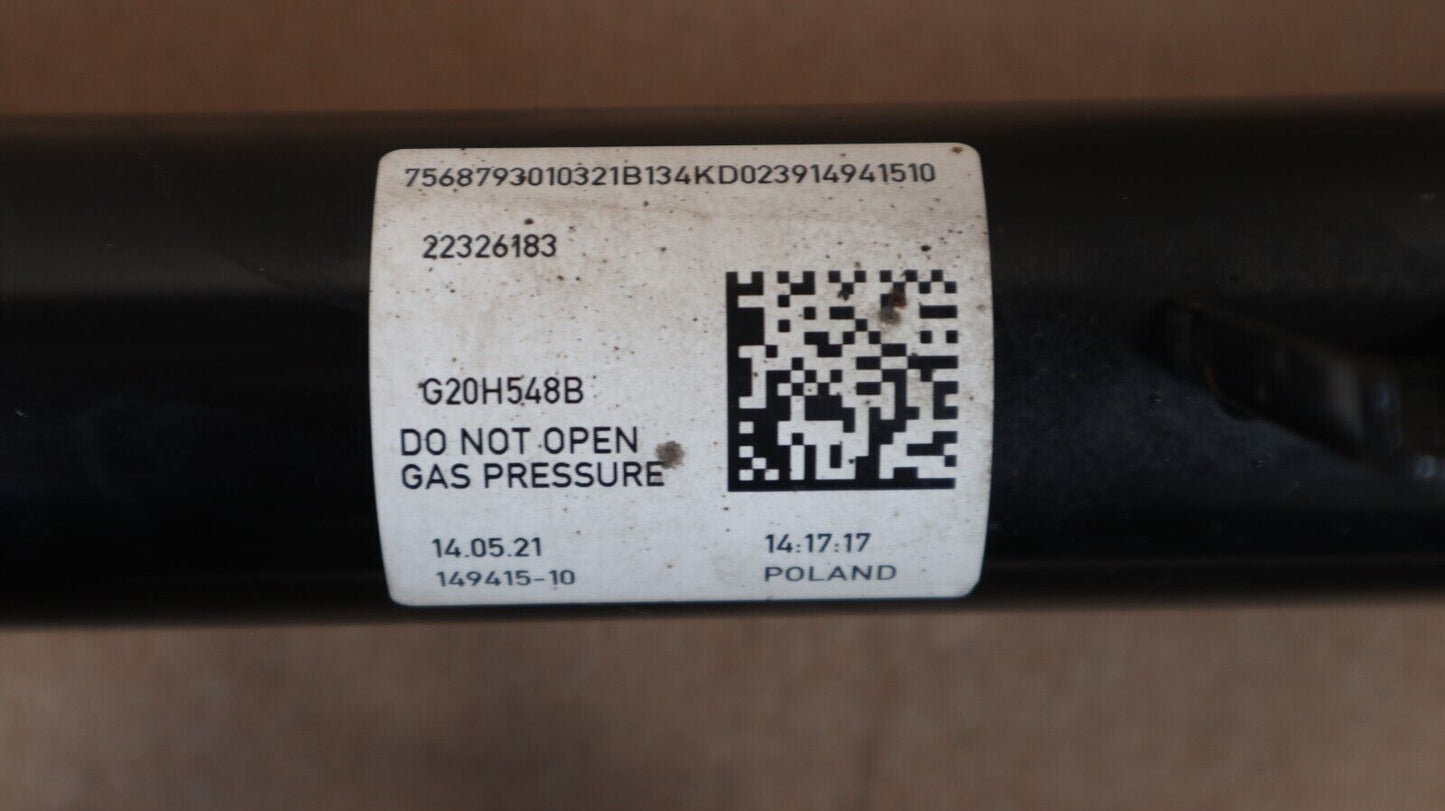 7568793010321B134KD023914941510
22326183
G20H548B
DO NOT OPEN
GAS PRESSURE
14.05.21
14:17:17
149415-10
POLAND